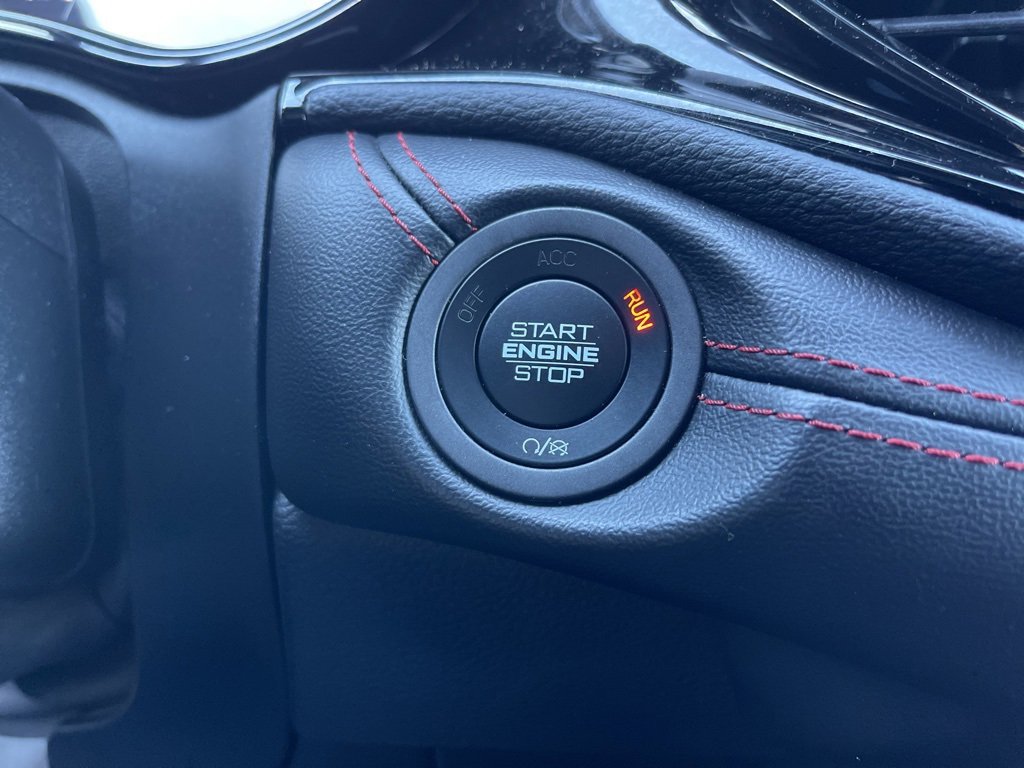 ACC
OFF
RUN
START
ENGINE
STOP